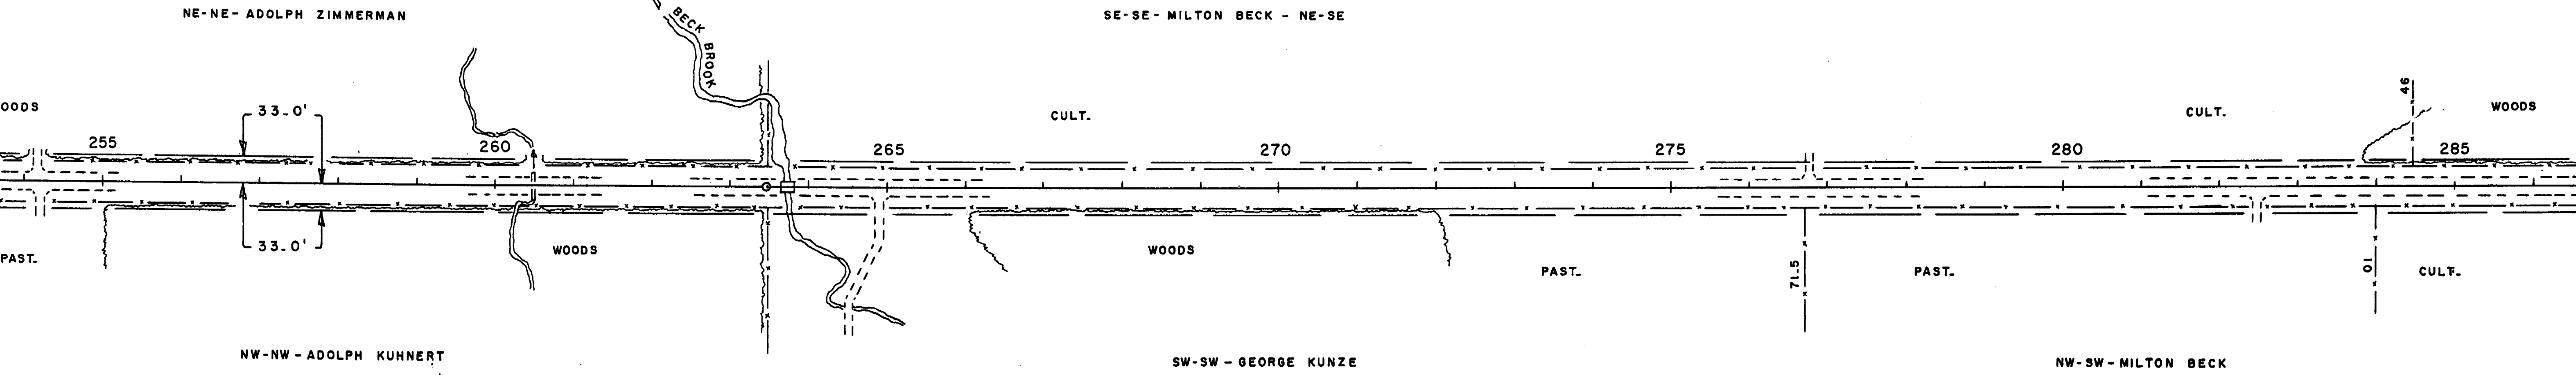 NE-NE-ADOLPH ZIMMERMAN
SE-SE-MILTON BECK - NE-SE
BECK BROOK
OODS
33.0'
CULT.
CULT.
46
WOODS
255
260
265
270
275
280
285
33.0'
WOODS
WOODS
PAST.
PAST.
71.5
PAST.
10
CULT.
NW-NW-ADOLPH KUHNERT
SW-SW-GEORGE KUNZE
NW-SW-MILTON BECK